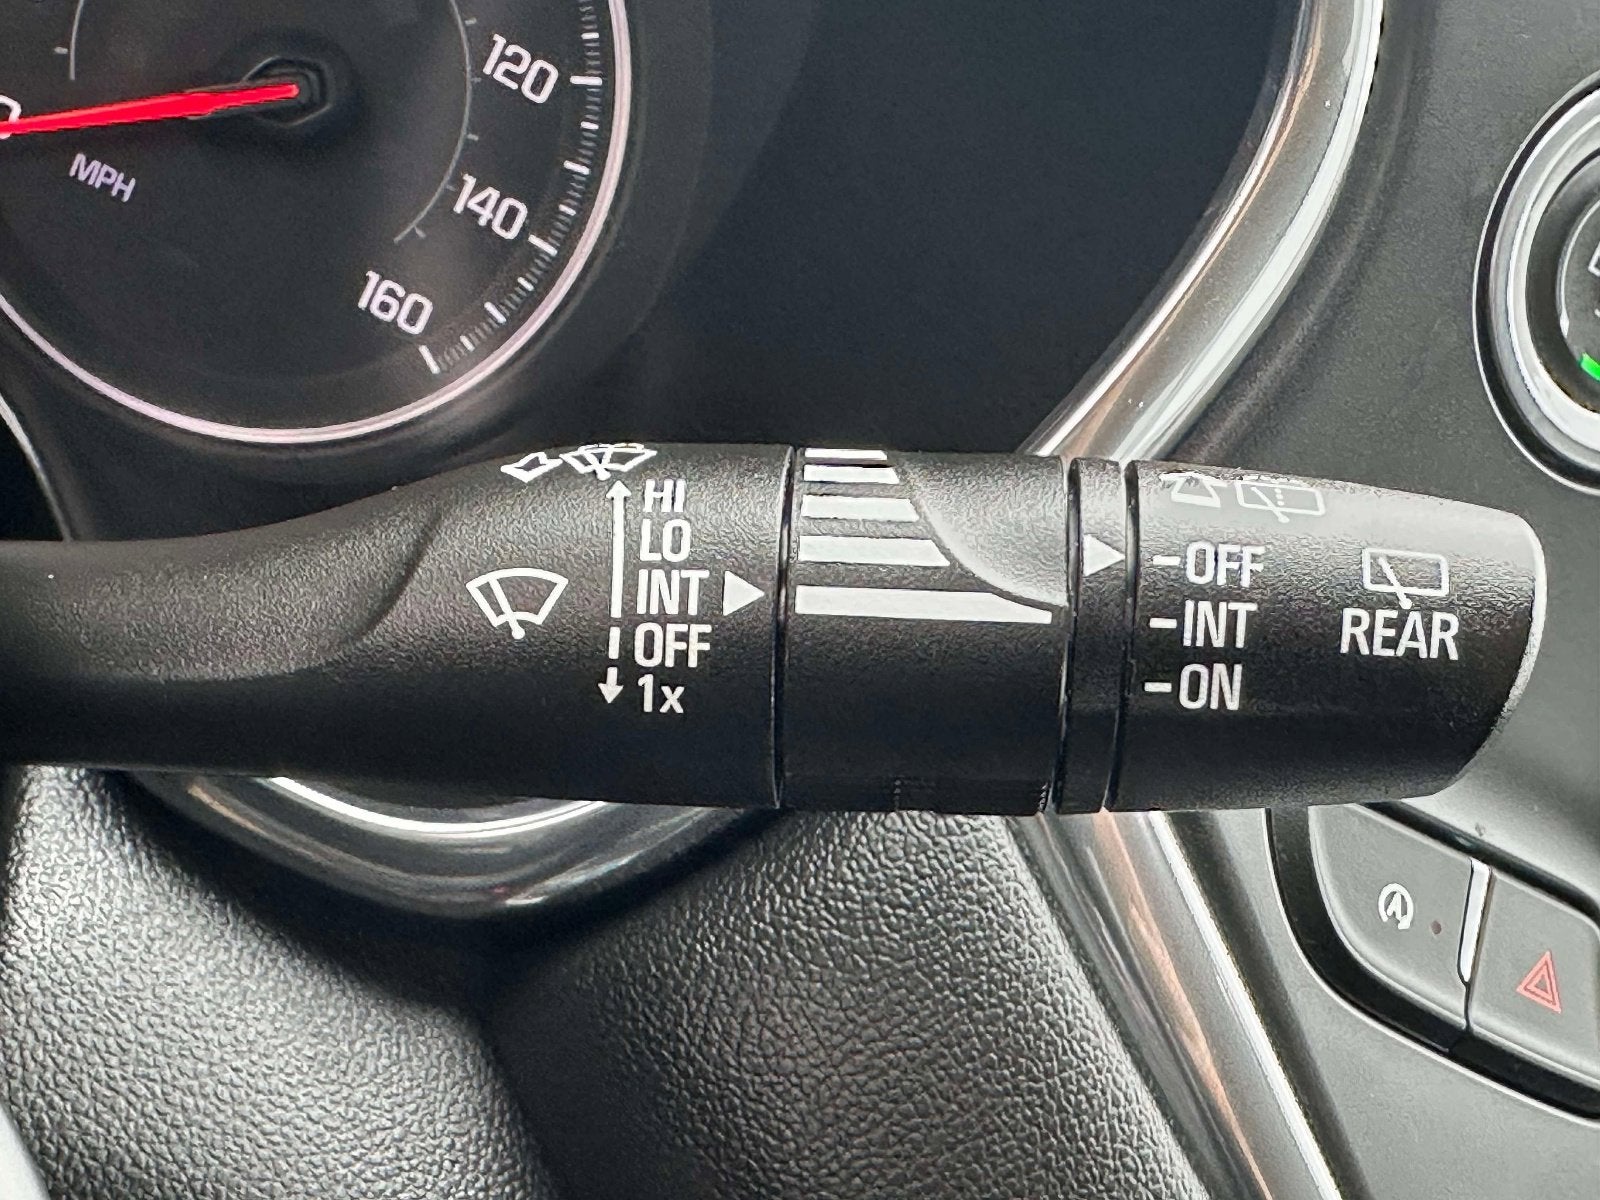 120
140
160
MPH
HI
LO
INT
OFF
1x
-OFF
-INT
-ON
REAR
A